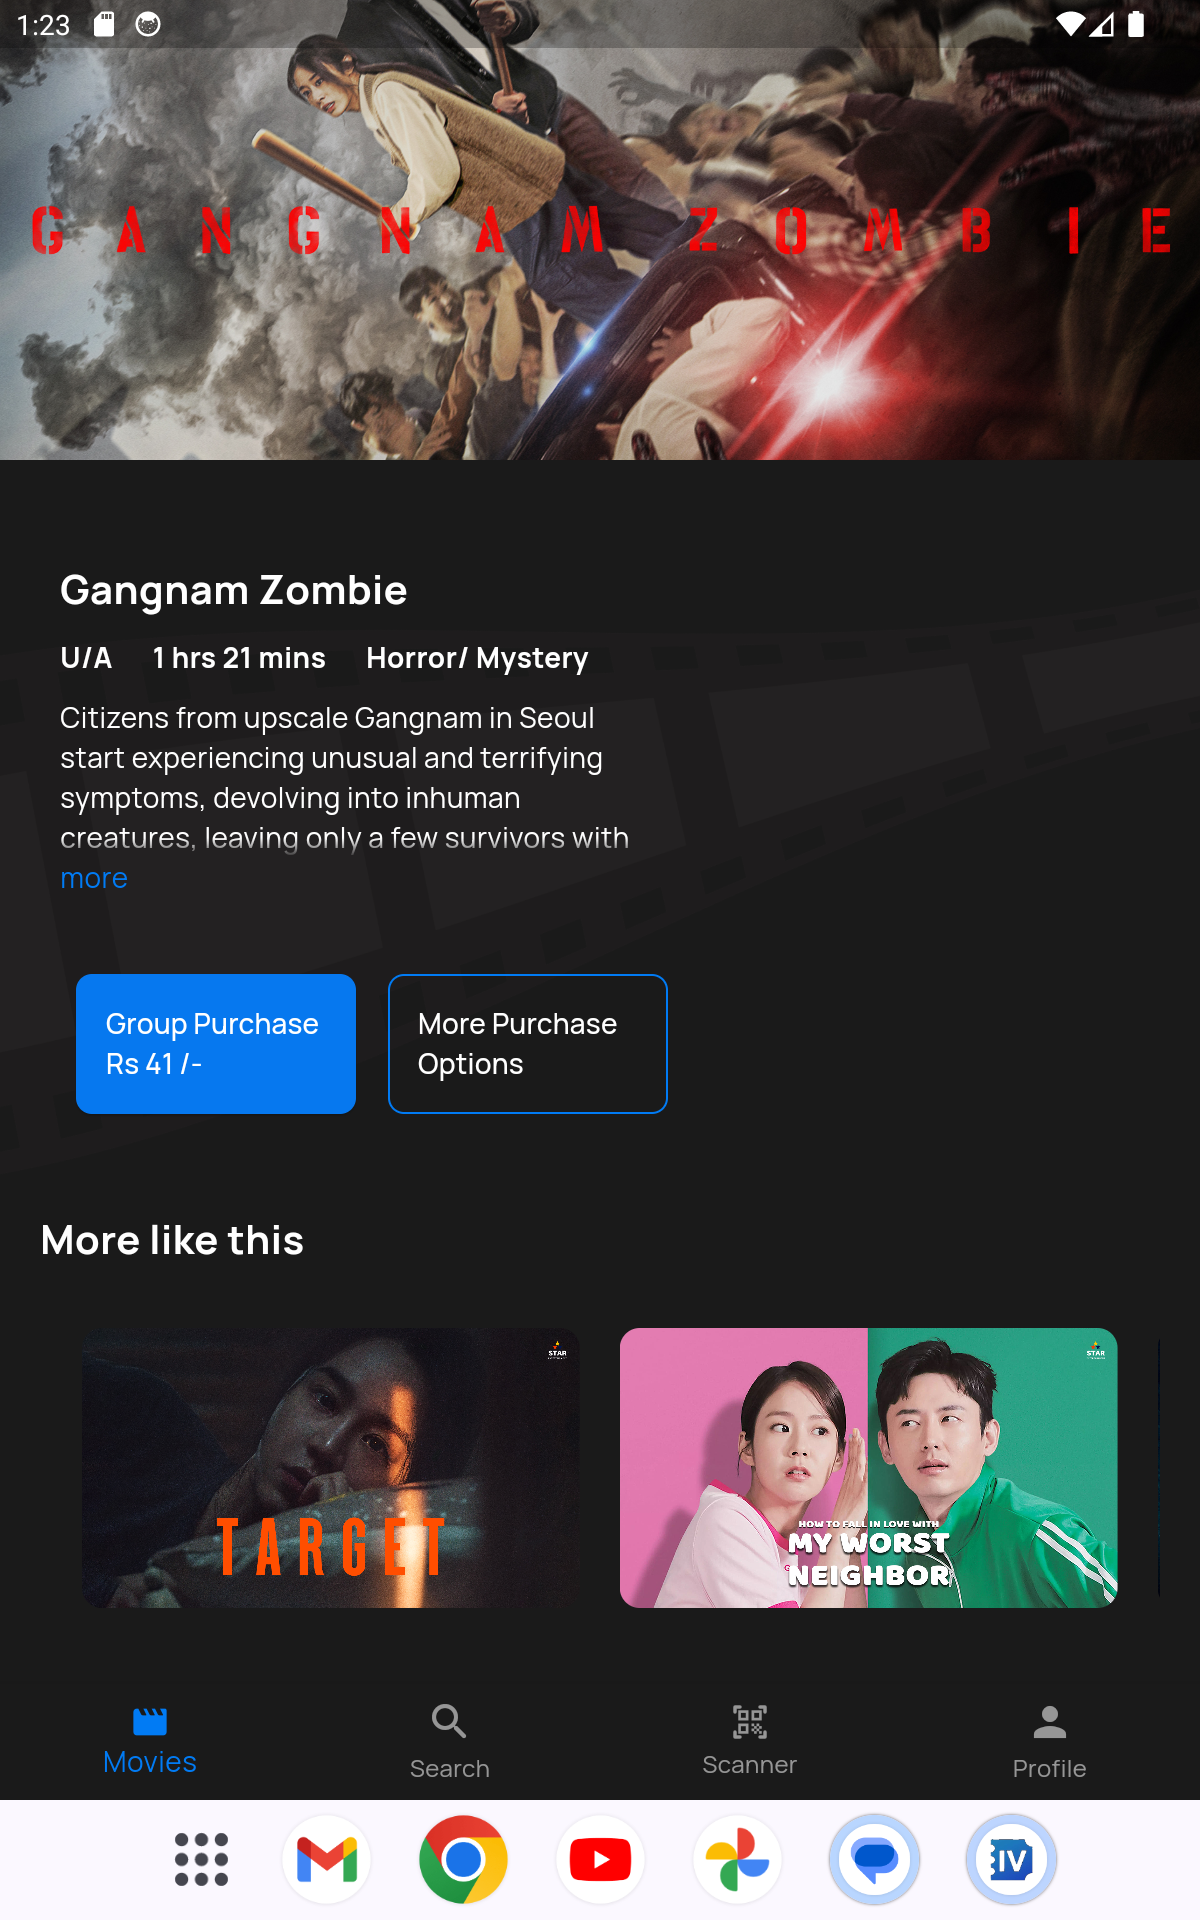 1:23
GANGNAM ZOMBIE
Gangnam Zombie
U/A 1 hrs 21 mins Horror/ Mystery
Citizens from upscale Gangnam in Seoul
start experiencing unusual and terrifying
symptoms, devolving into inhuman
creatures, leaving only a few survivors with
more
Group Purchase
Rs 41 /-
More Purchase
Options
More like this
STAR
TARGET
STAR
HOW TO FALL IN LOVE WITH
MY WORST
NEIGHBOR
Movies
Search
Scanner
Profile
IV